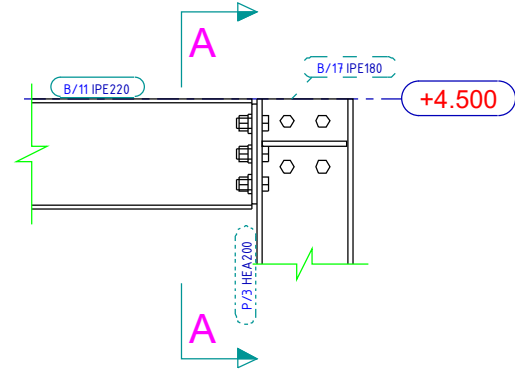 A
B/17 IPE180
B/11 IPE220
+4.500
P/3 HEA200
A